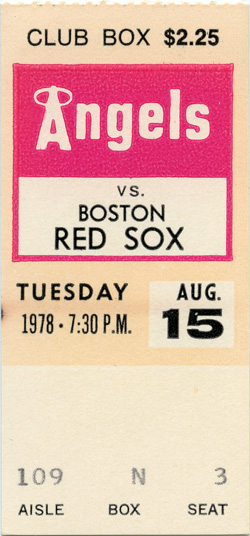 CLUB BOX $2.25
Angels
VS.
BOSTON
RED SOX
TUESDAY AUG.
1978 · 7:30 P.M. 15
109 N 3
AISLE BOX SEAT